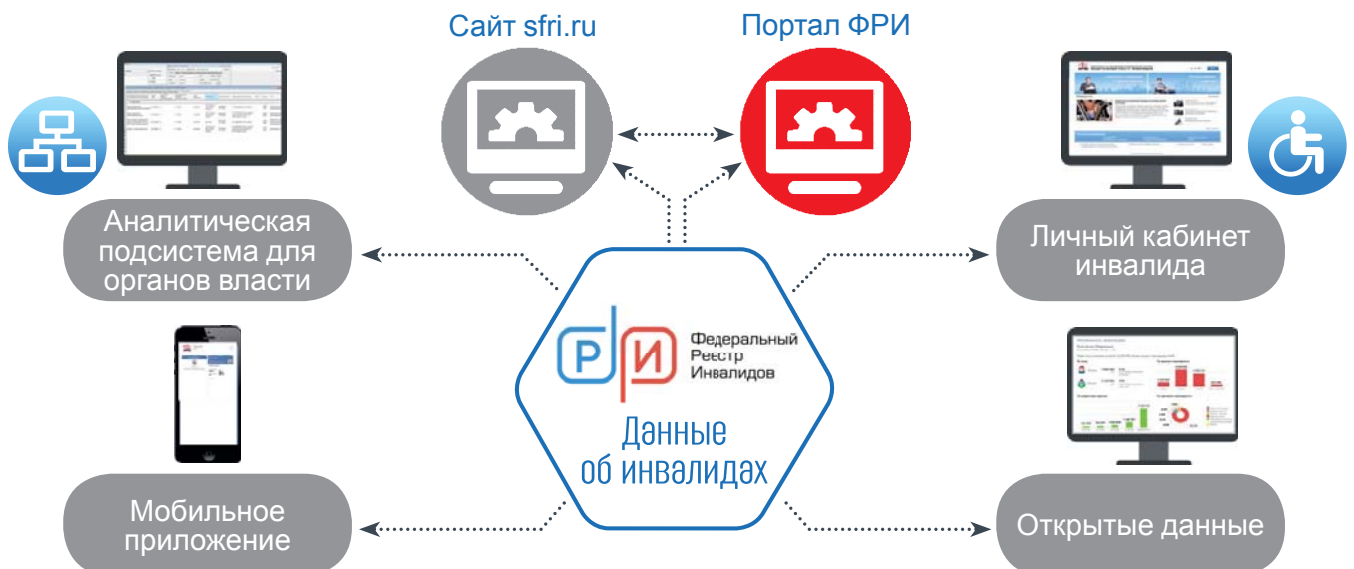 Сайт sfri.ru
Портал ФРИ
Аналитическая
подсистема для
органов власти
Личный кабинет
инвалида
РИ
Федеральный
Реестр
Инвалидов
Данные
об инвалидах
Мобильное
приложение
Открытые данные